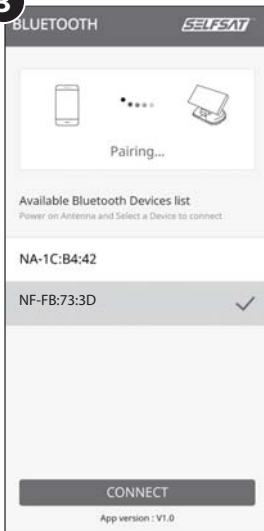 3
BLUETOOTH SELFSAT
Pairing...
Available Bluetooth Devices list
Power on Antenna and Select a Device to connect
NA-1C:B4:42
NF-FB:73:3D
CONNECT
App version : V1.0